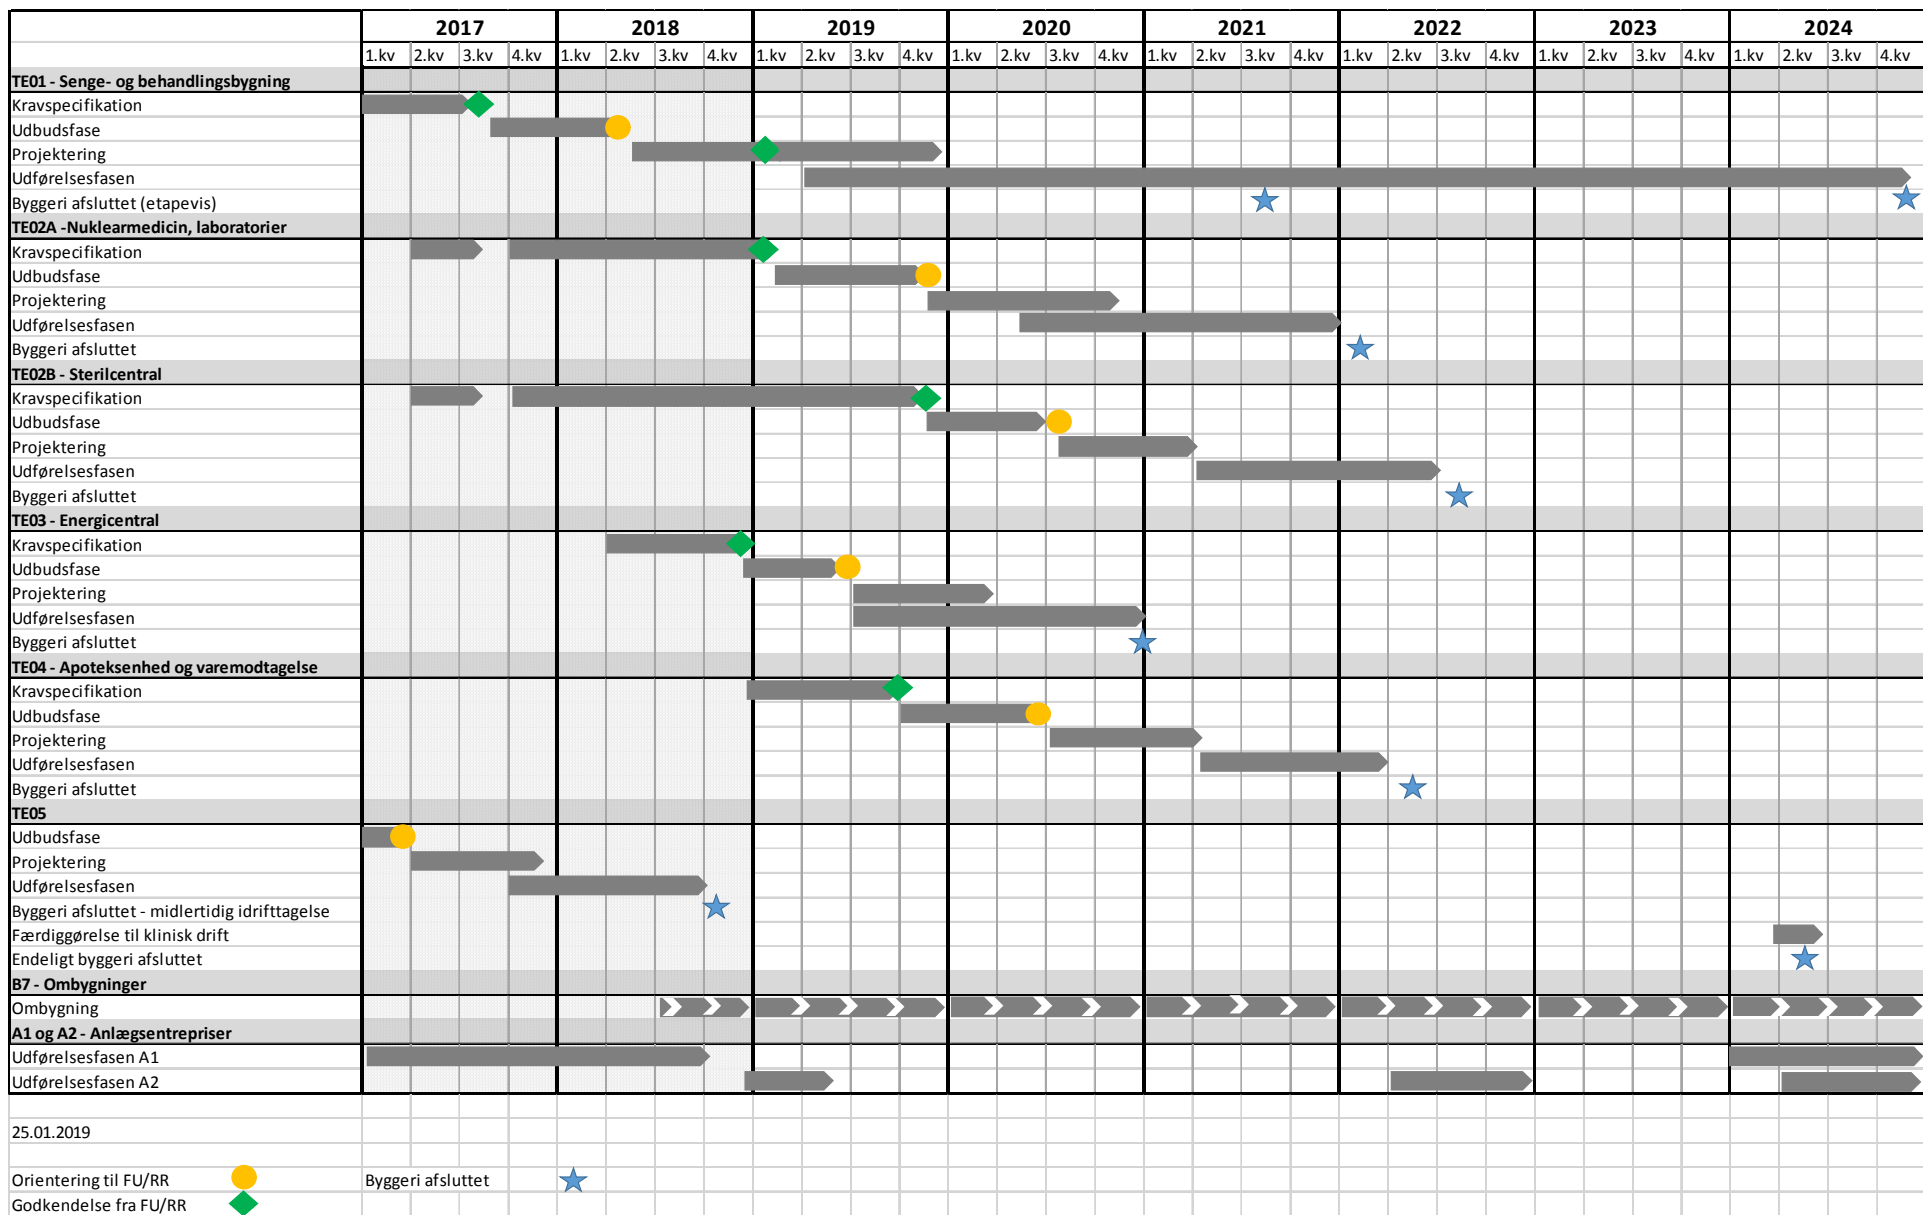 2017 2018 2019 2020 2021 2022 2023 2024
1.kv 2.kv 3.kv 4.kv 1.kv 2.kv 3.kv 4.kv 1.kv 2.kv 3.kv 4.kv 1.kv 2.kv 3.kv 4.kv 1.kv 2.kv 3.kv 4.kv 1.kv 2.kv 3.kv 4.kv 1.kv 2.kv 3.kv 4.kv 1.kv 2.kv 3.kv 4.kv
TE01 - Senge- og behandlingsbygning
Kravspecifikation
Udbudsfase
Projektering
Udførelsesfasen
Byggeri afsluttet (etapevis)
TE02A -Nuklearmedicin, laboratorier
Kravspecifikation
Udbudsfase
Projektering
Udførelsesfasen
Byggeri afsluttet
TE02B - Sterilcentral
Kravspecifikation
Udbudsfase
Projektering
Udførelsesfasen
Byggeri afsluttet
TE03 - Energicentral
Kravspecifikation
Udbudsfase
Projektering
Udførelsesfasen
Byggeri afsluttet
TE04 - Apoteksenhed og varemodtagelse
Kravspecifikation
Udbudsfase
Projektering
Udførelsesfasen
Byggeri afsluttet
TE05
Udbudsfase
Projektering
Udførelsesfasen
Byggeri afsluttet - midlertidig idrifttagelse
Færdiggørelse til klinisk drift
Endeligt byggeri afsluttet
B7 - Ombygninger
Ombygning
A1 og A2 - Anlægsentrepriser
Udførelsesfasen A1
Udførelsesfasen A2
25.01.2019
Orientering til FU/RR Byggeri afsluttet
Godkendelse fra FU/RR